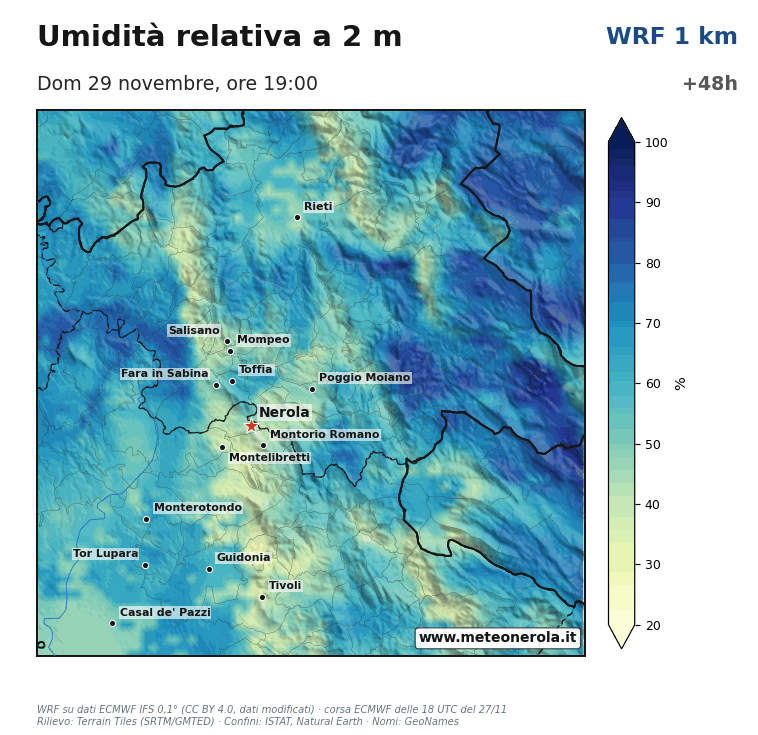 Umidità relativa a 2 m
WRF 1 km
Dom 29 novembre, ore 19:00
+48h
Rieti
Salisano
Mompeo
Fara in Sabina
Toffia
Poggio Moiano
Nerola
Montorio Romano
Montelibretti
Monterotondo
Tor Lupara
Guidonia
Tivoli
Casal de' Pazzi
www.meteonerola.it
100
90
80
70
60
50
40
30
20
%
WRF su dati ECMWF IFS 0,1° (CC BY 4.0, dati modificati) · corsa ECMWF delle 18 UTC del 27/11
Rilievo: Terrain Tiles (SRTM/GMTED) · Confini: ISTAT, Natural Earth · Nomi: GeoNames